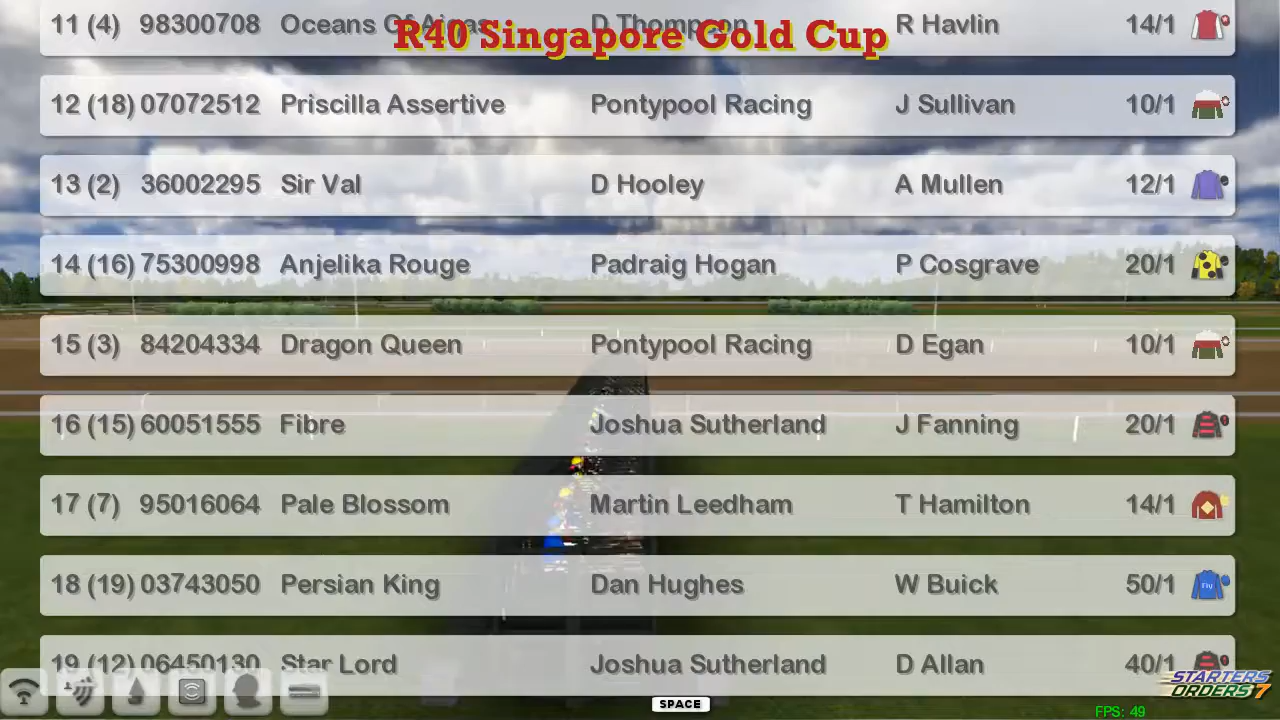 R40 Singapore Gold Cup
11 (4) 98300708 Oceans Of D Thompson R Havlin 14/1
12 (18) 07072512 Priscilla Assertive Pontypool Racing J Sullivan 10/1
13 (2) 36002295 Sir Val D Hooley A Mullen 12/1
14 (16) 75300998 Anjelika Rouge Padraig Hogan P Cosgrave 20/1
15 (3) 84204334 Dragon Queen Pontypool Racing D Egan 10/1
16 (15) 60051555 Fibre Joshua Sutherland J Fanning 20/1
17 (7) 95016064 Pale Blossom Martin Leedham T Hamilton 14/1
18 (19) 03743050 Persian King Dan Hughes W Buick 50/1
19 (12) 06450130 Star Lord Joshua Sutherland D Allan 40/1
STARTERS
ORDERS 7
SPACE
FPS: 49